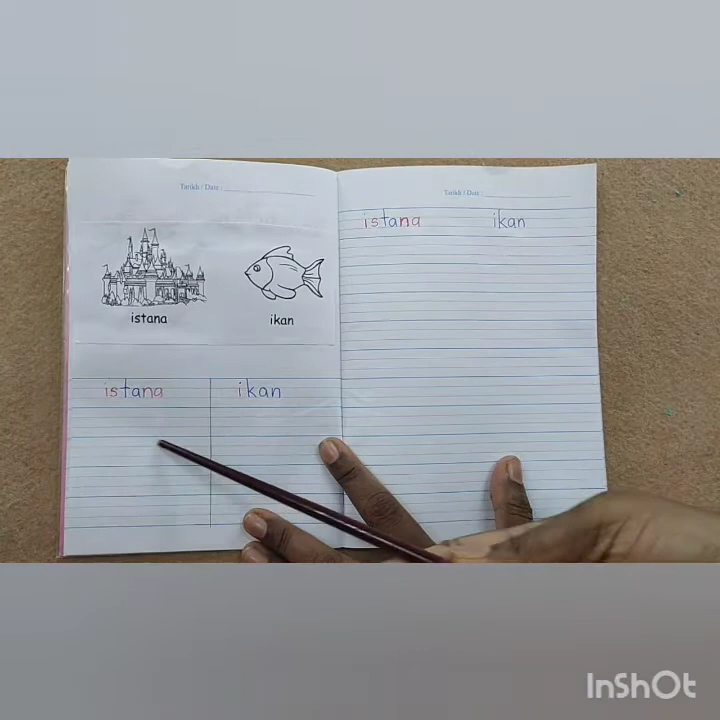 Tarikh / Date :
istana ikan
istana ikan
Tarikh / Date :
istana ikan
InShOt